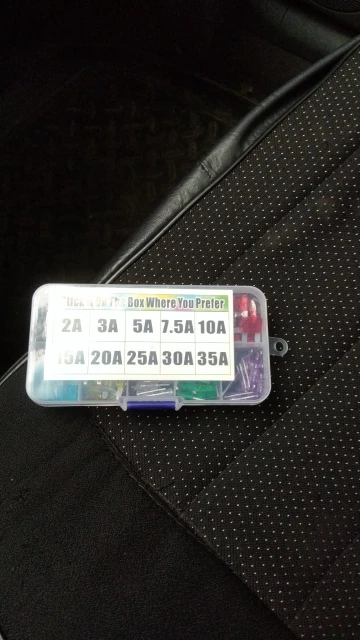 Box Where You Prefer
2A 3A 5A 7.5A 10A
15A 20A 25A 30A 35A